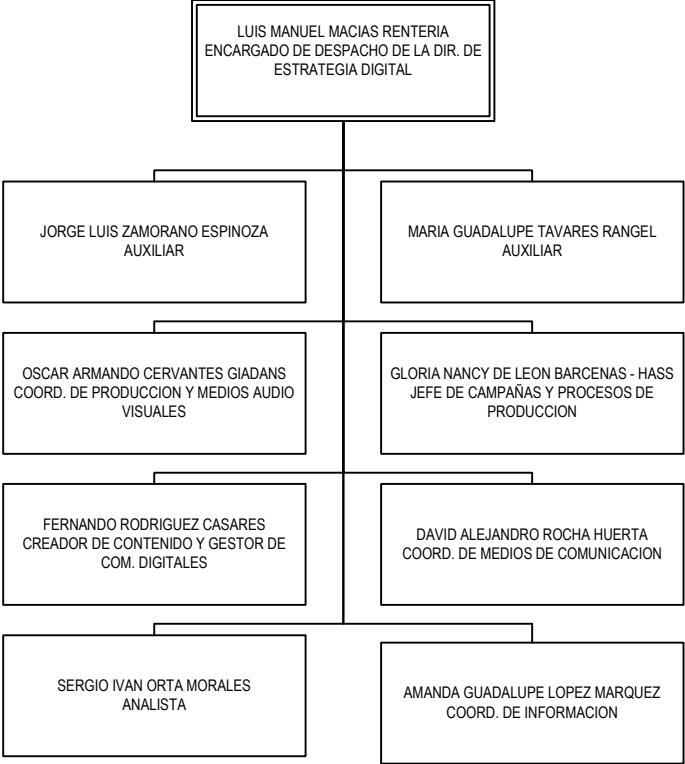 LUIS MANUEL MACIAS RENTERIA
ENCARGADO DE DESPACHO DE LA DIR. DE
ESTRATEGIA DIGITAL
JORGE LUIS ZAMORANO ESPINOZA
AUXILIAR
MARIA GUADALUPE TAVARES RANGEL
AUXILIAR
OSCAR ARMANDO CERVANTES GIADANS
COORD. DE PRODUCCION Y MEDIOS AUDIO
VISUALES
GLORIA NANCY DE LEON BARCENAS - HASS
JEFE DE CAMPAÑAS Y PROCESOS DE
PRODUCCION
FERNANDO RODRIGUEZ CASARES
CREADOR DE CONTENIDO Y GESTOR DE
COM. DIGITALES
DAVID ALEJANDRO ROCHA HUERTA
COORD. DE MEDIOS DE COMUNICACION
SERGIO IVAN ORTA MORALES
ANALISTA
AMANDA GUADALUPE LOPEZ MARQUEZ
COORD. DE INFORMACION